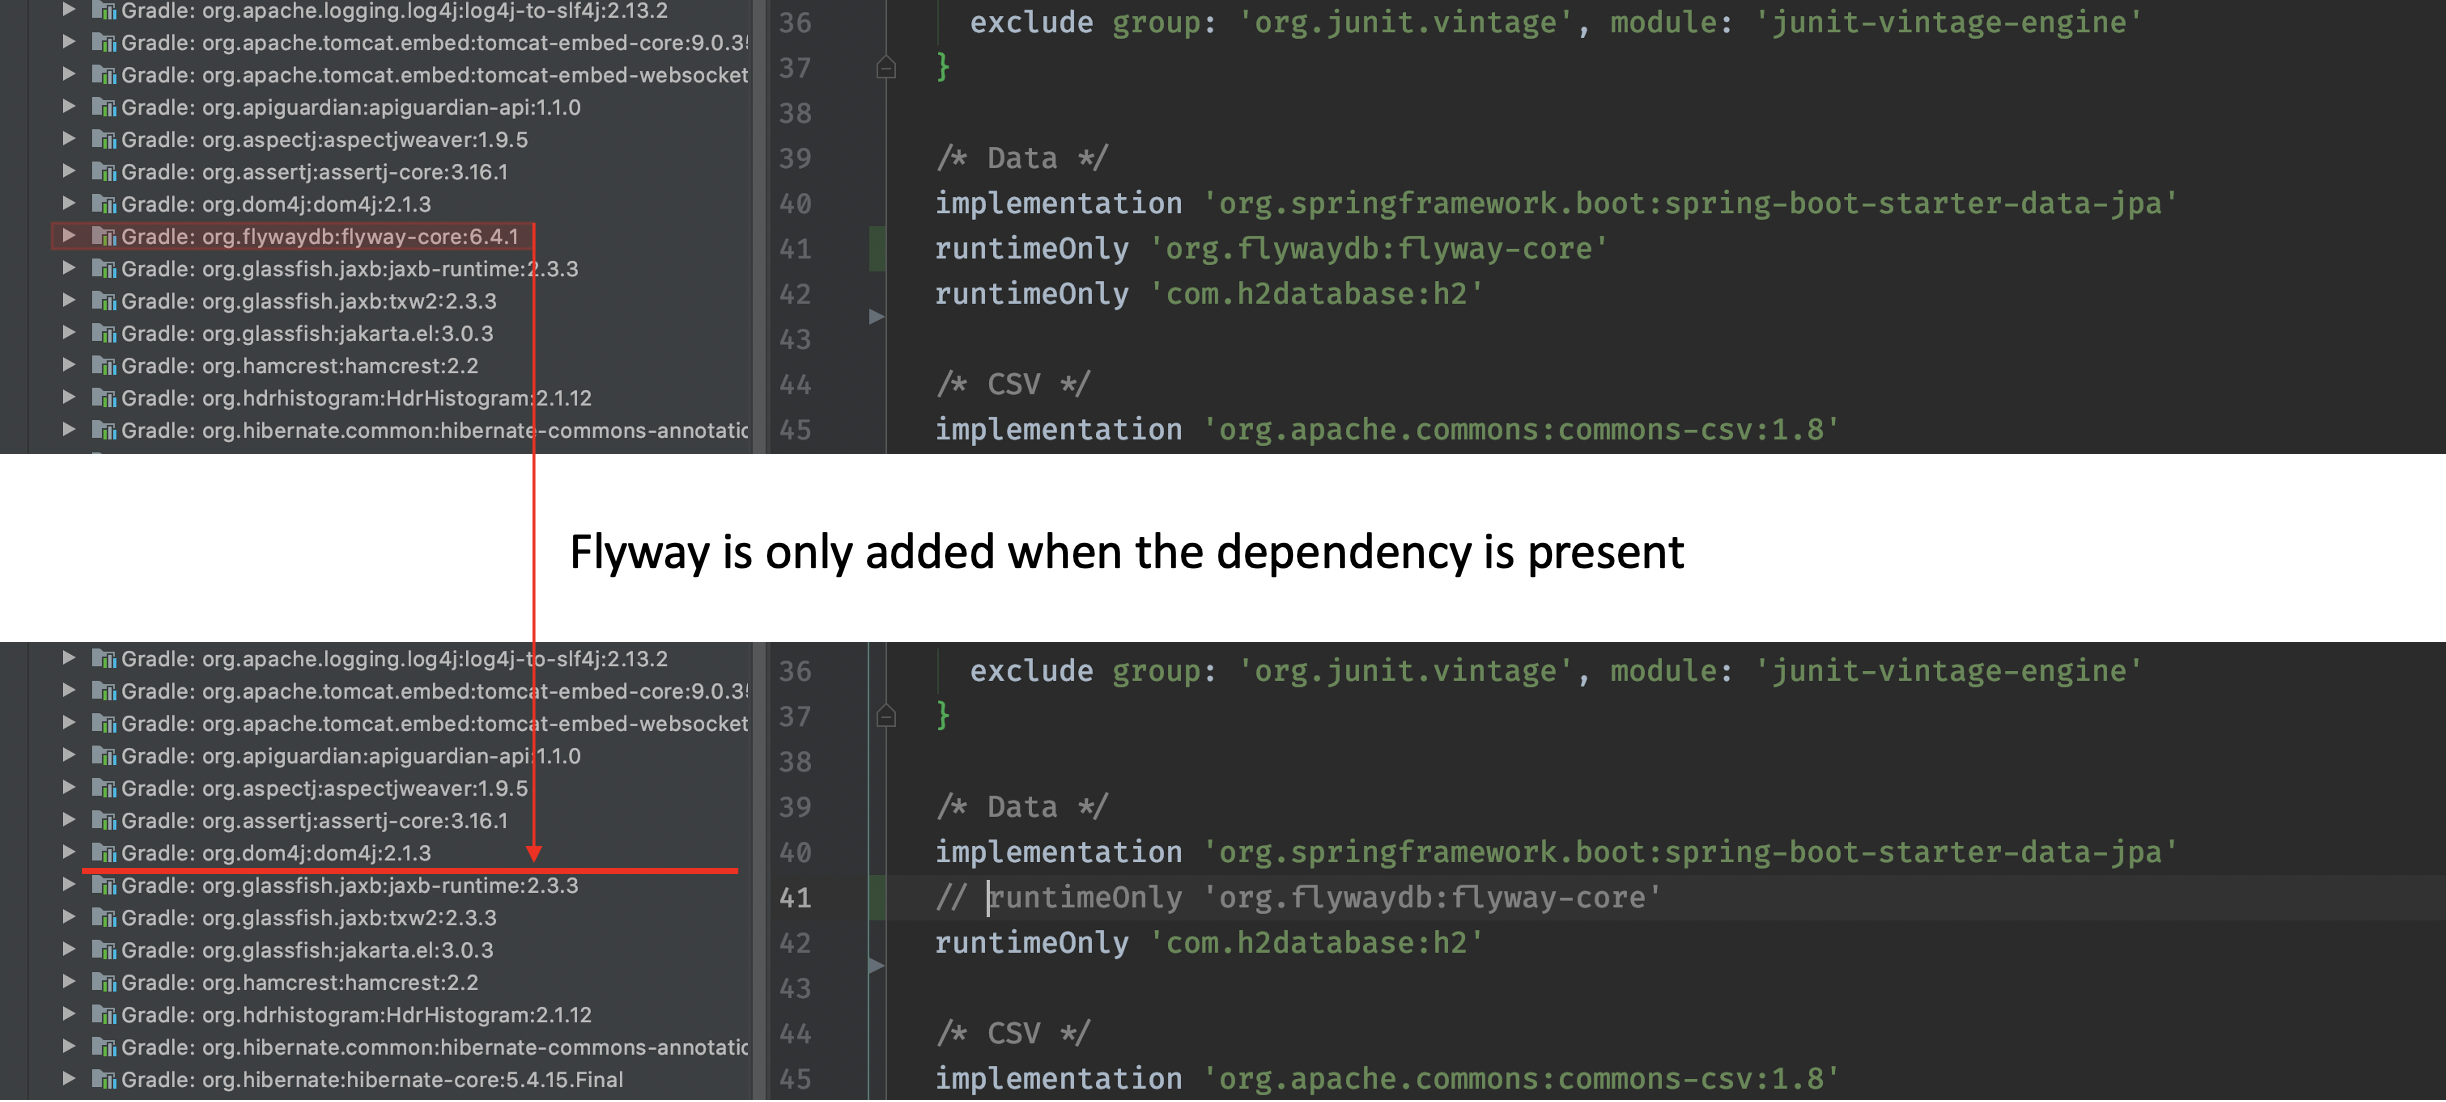 Gradle: org.apache.logging.log4j:log4j-to-slf4j:2.13.2
Gradle: org.apache.tomcat.embed:tomcat-embed-core:9.0.35
Gradle: org.apache.tomcat.embed:tomcat-embed-websocket
Gradle: org.apiguardian:apiguardian-api:1.1.0
Gradle: org.aspectj:aspectjweaver:1.9.5
Gradle: org.assertj:assertj-core:3.16.1
Gradle: org.dom4j:dom4j:2.1.3
Gradle: org.flywaydb:flyway-core:6.4.1
Gradle: org.glassfish.jaxb:jaxb-runtime:2.3.3
Gradle: org.glassfish.jaxb:txw2:2.3.3
Gradle: org.glassfish:jakarta.el:3.0.3
Gradle: org.hamcrest:hamcrest:2.2
Gradle: org.hdrhistogram:HdrHistogram:2.1.12
Gradle: org.hibernate.common:hibernate-commons-annotatic
36 exclude group: 'org.junit.vintage', module: 'junit-vintage-engine'
37 }
38
39 /* Data */
40 implementation 'org.springframework.boot:spring-boot-starter-data-jpa'
41 runtimeOnly 'org.flywaydb:flyway-core'
42 runtimeOnly 'com.h2database:h2'
43
44 /* CSV */
45 implementation 'org.apache.commons:commons-csv:1.8'
Flyway is only added when the dependency is present
Gradle: org.apache.logging.log4j:log4j-to-slf4j:2.13.2
Gradle: org.apache.tomcat.embed:tomcat-embed-core:9.0.35
Gradle: org.apache.tomcat.embed:tomcat-embed-websocket
Gradle: org.apiguardian:apiguardian-api:1.1.0
Gradle: org.aspectj:aspectjweaver:1.9.5
Gradle: org.assertj:assertj-core:3.16.1
Gradle: org.dom4j:dom4j:2.1.3
Gradle: org.glassfish.jaxb:jaxb-runtime:2.3.3
Gradle: org.glassfish.jaxb:txw2:2.3.3
Gradle: org.glassfish:jakarta.el:3.0.3
Gradle: org.hamcrest:hamcrest:2.2
Gradle: org.hdrhistogram:HdrHistogram:2.1.12
Gradle: org.hibernate.common:hibernate-commons-annotatic
Gradle: org.hibernate:hibernate-core:5.4.15.Final
36 exclude group: 'org.junit.vintage', module: 'junit-vintage-engine'
37 }
38
39 /* Data */
40 implementation 'org.springframework.boot:spring-boot-starter-data-jpa'
41 // runtimeOnly 'org.flywaydb:flyway-core'
42 runtimeOnly 'com.h2database:h2'
43
44 /* CSV */
45 implementation 'org.apache.commons:commons-csv:1.8'